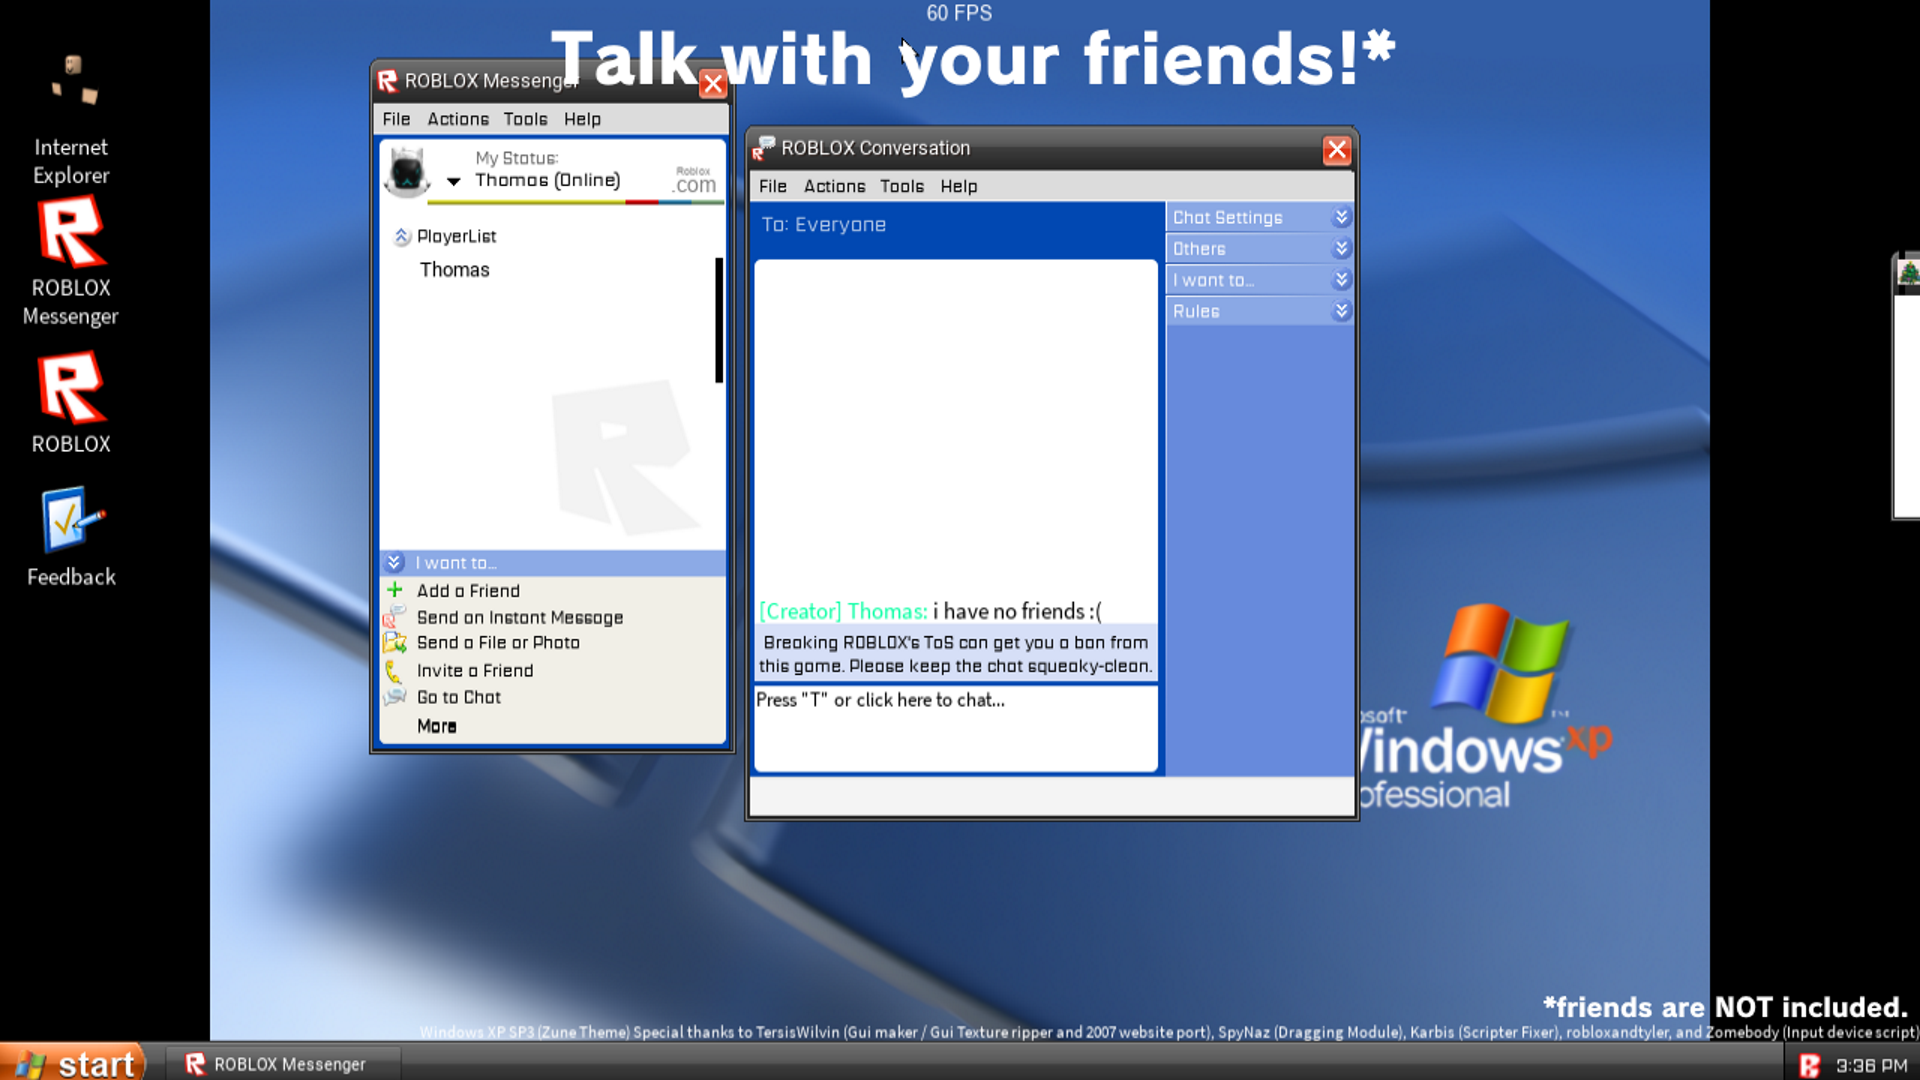 60 FPS
Talk with your friends!*
Internet
Explorer
ROBLOX
Messenger
ROBLOX
Feedback
ROBLOX Messenger
File Actions Tools Help
My Status:
Thomas (Online)
Roblox
.com
PlayerList
Thomas
I want to...
Add a Friend
Send an Instant Message
Send a File or Photo
Invite a Friend
Go to Chat
More
ROBLOX Conversation
File Actions Tools Help
To: Everyone
[Creator] Thomas: i have no friends :(
Breaking ROBLOX's ToS can get you a ban from
this game. Please keep the chat squeaky-clean.
Press "T" or click here to chat...
Chat Settings
Others
I want to...
Rules
osoft
Windows xp
ofessional
*friends are NOT included.
Windows XP SP3 (Zune Theme) Special thanks to TersisWilvin (Gui maker / Gui Texture ripper and 2007 website port), SpyNaz (Dragging Module), Karbis (Scripter Fixer), robloxandtyler, and Zomebody (Input device script)
start
ROBLOX Messenger
3:36 PM